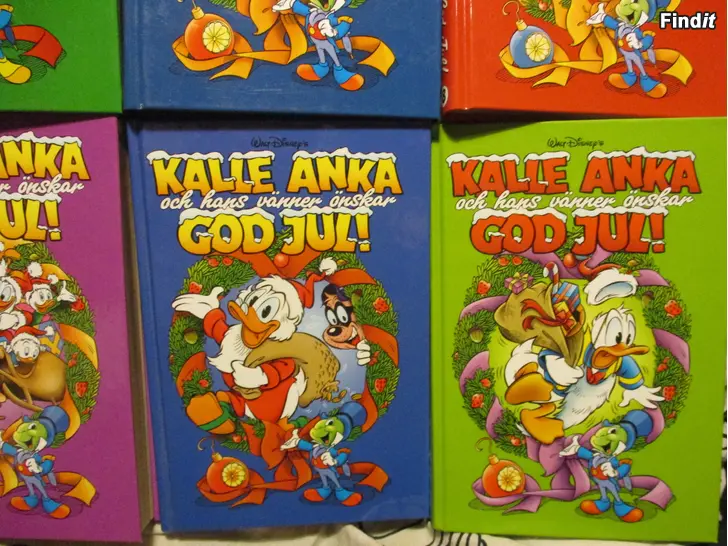 Findit
ANKA
er önskar
JUL!
WALT DISNEY'S
KALLE ANKA
och hans vänner önskar
GOD JUL!
WALT DISNEY'S
KALLE ANKA
och hans vänner önskar
GOD JUL!